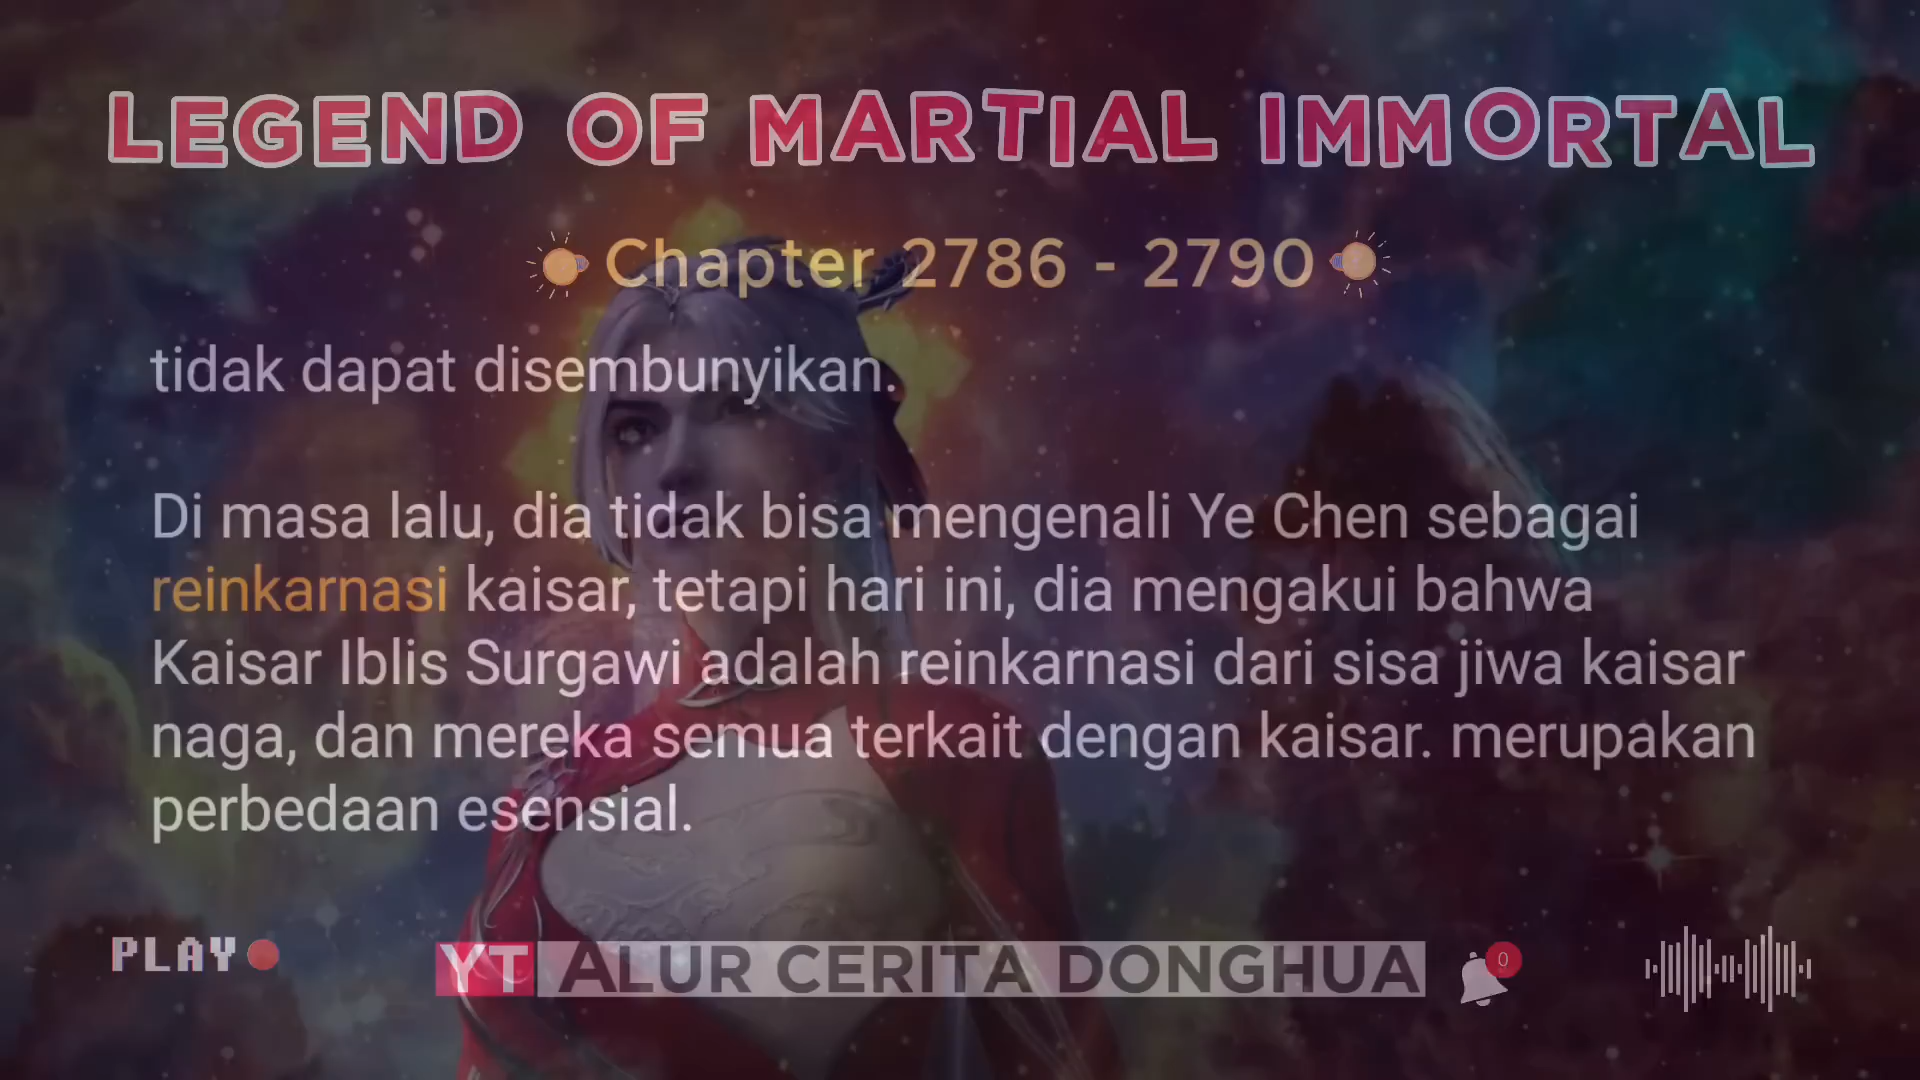 LEGEND OF MARTIAL IMMORTAL
Chapter 2786 - 2790
tidak dapat disembunyikan.
Di masa lalu, dia tidak bisa mengenali Ye Chen sebagai
reinkarnasi kaisar, tetapi hari ini, dia mengakui bahwa
Kaisar Iblis Surgawi adalah reinkarnasi dari sisa jiwa kaisar
naga, dan mereka semua terkait dengan kaisar. merupakan
perbedaan esensial.
PLAY
YT ALUR CERITA DONGHUA
0